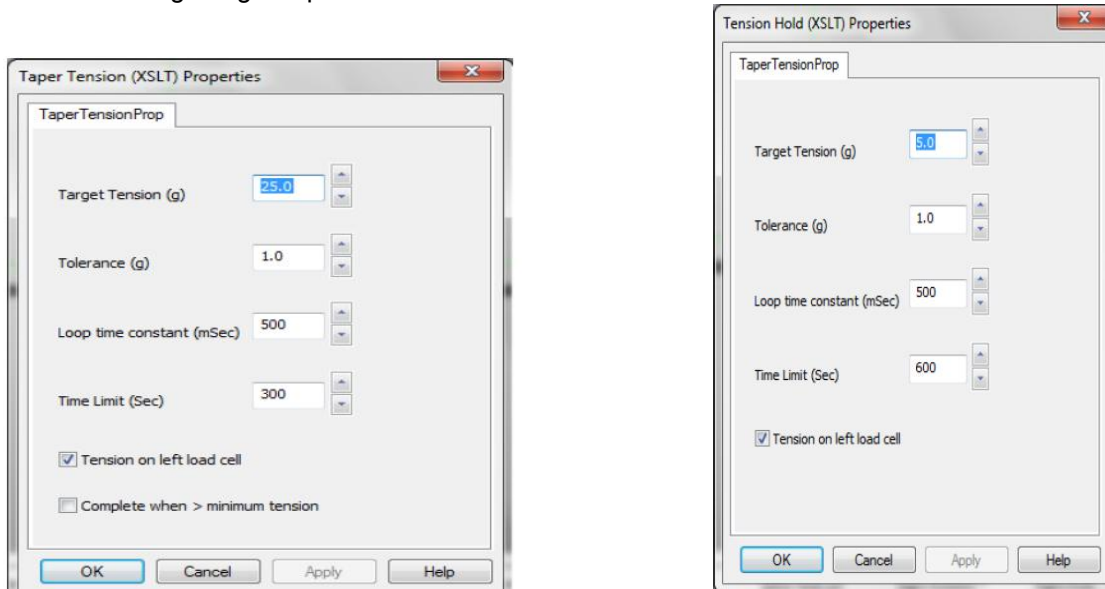 Taper Tension (XSLT) Properties
TaperTensionProp
Target Tension (g) 25.0
Tolerance (g) 1.0
Loop time constant (mSec) 500
Time Limit (Sec) 300
Tension on left load cell
Complete when > minimum tension
OK Cancel Apply Help
Tension Hold (XSLT) Properties
TaperTensionProp
Target Tension (g) 5.0
Tolerance (g) 1.0
Loop time constant (mSec) 500
Time Limit (Sec) 600
Tension on left load cell
OK Cancel Apply Help